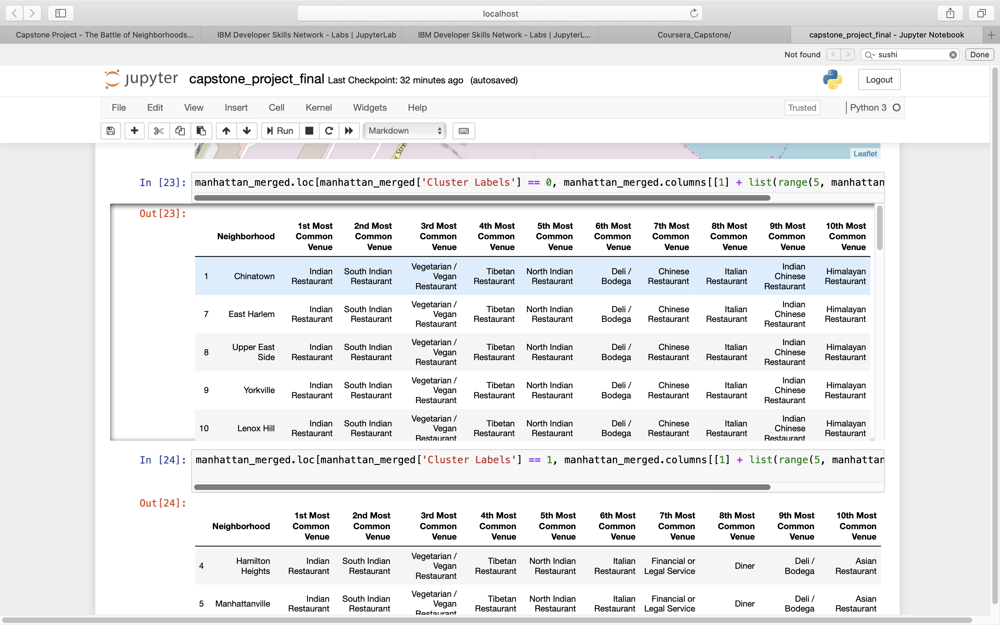 localhost
Capstone Project - The Battle of Neighborhoods...
IBM Developer Skills Network - Labs | JupyterLab
IBM Developer Skills Network - Labs | JupyterL...
Coursera_Capstone/
capstone_project_final - Jupyter Notebook
Not found
sushi
Done
jupyter capstone_project_final Last Checkpoint: 32 minutes ago (autosaved)
Logout
File Edit View Insert Cell Kernel Widgets Help
Trusted
Python 3
Run
Markdown
Leaflet
In [23]: manhattan_merged.loc[manhattan_merged['Cluster Labels'] == 0, manhattan_merged.columns[[1] + list(range(5, manhattan
Out[23]:
Neighborhood 1st Most Common Venue 2nd Most Common Venue 3rd Most Common Venue 4th Most Common Venue 5th Most Common Venue 6th Most Common Venue 7th Most Common Venue 8th Most Common Venue 9th Most Common Venue 10th Most Common Venue
1 Chinatown Indian Restaurant South Indian Restaurant Vegetarian / Vegan Restaurant Tibetan Restaurant North Indian Restaurant Deli / Bodega Chinese Restaurant Italian Restaurant Indian Chinese Restaurant Himalayan Restaurant
7 East Harlem Indian Restaurant South Indian Restaurant Vegetarian / Vegan Restaurant Tibetan Restaurant North Indian Restaurant Deli / Bodega Chinese Restaurant Italian Restaurant Indian Chinese Restaurant Himalayan Restaurant
8 Upper East Side Indian Restaurant South Indian Restaurant Vegetarian / Vegan Restaurant Tibetan Restaurant North Indian Restaurant Deli / Bodega Chinese Restaurant Italian Restaurant Indian Chinese Restaurant Himalayan Restaurant
9 Yorkville Indian Restaurant South Indian Restaurant Vegetarian / Vegan Restaurant Tibetan Restaurant North Indian Restaurant Deli / Bodega Chinese Restaurant Italian Restaurant Indian Chinese Restaurant Himalayan Restaurant
10 Lenox Hill Indian Restaurant South Indian Restaurant Vegetarian / Vegan Restaurant Tibetan Restaurant North Indian Restaurant Deli / Bodega Chinese Restaurant Italian Restaurant Indian Chinese Restaurant Himalayan Restaurant
In [24]: manhattan_merged.loc[manhattan_merged['Cluster Labels'] == 1, manhattan_merged.columns[[1] + list(range(5, manhattan
Out[24]:
Neighborhood 1st Most Common Venue 2nd Most Common Venue 3rd Most Common Venue 4th Most Common Venue 5th Most Common Venue 6th Most Common Venue 7th Most Common Venue 8th Most Common Venue 9th Most Common Venue 10th Most Common Venue
4 Hamilton Heights Indian Restaurant South Indian Restaurant Vegetarian / Vegan Restaurant Tibetan Restaurant North Indian Restaurant Italian Restaurant Financial or Legal Service Diner Deli / Bodega Asian Restaurant
5 Manhattanville Indian Restaurant South Indian Restaurant Vegetarian / Vegan Restaurant Tibetan Restaurant North Indian Restaurant Italian Restaurant Financial or Legal Service Diner Deli / Bodega Asian Restaurant